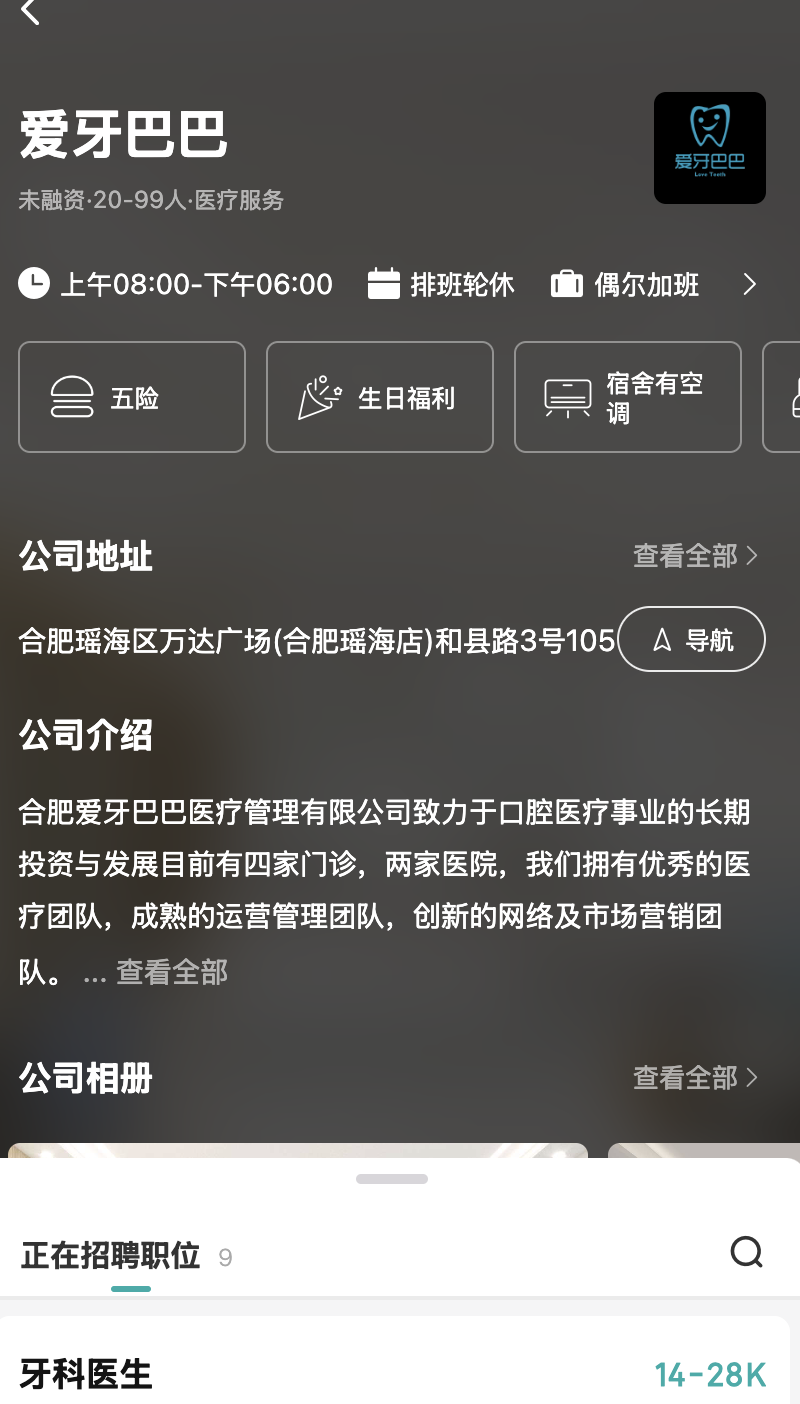 爱牙巴巴
爱牙巴巴
Love Teeth
未融资·20-99人·医疗服务
上午08:00-下午06:00 排班轮休 偶尔加班
五险 生日福利 宿舍有空
调
公司地址 查看全部
合肥瑶海区万达广场(合肥瑶海店)和县路3号105 导航
公司介绍
合肥爱牙巴巴医疗管理有限公司致力于口腔医疗事业的长期
投资与发展目前有四家门诊，两家医院，我们拥有优秀的医
疗团队，成熟的运营管理团队，创新的网络及市场营销团
队。 ... 查看全部
公司相册 查看全部
正在招聘职位 9
牙科医生 14-28K